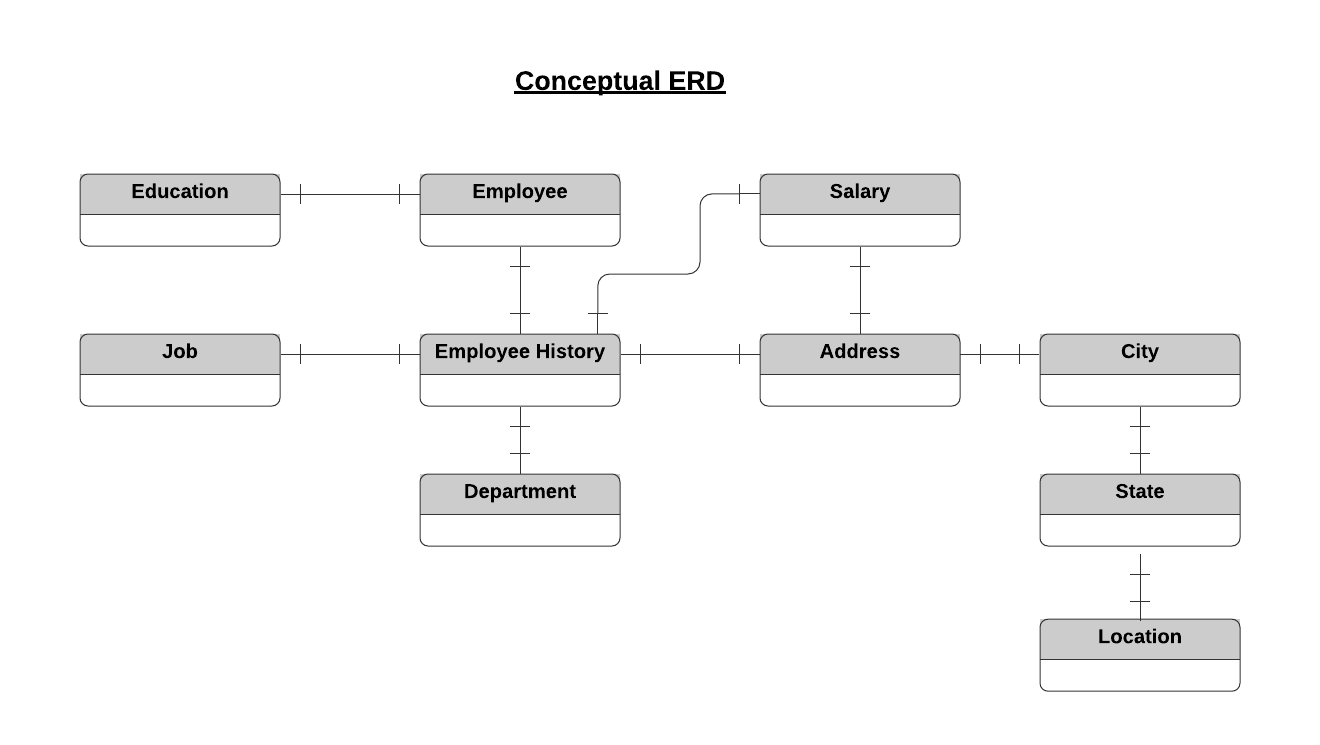 Conceptual ERD
Education
Employee
Salary
Job
Employee History
Address
City
Department
State
Location